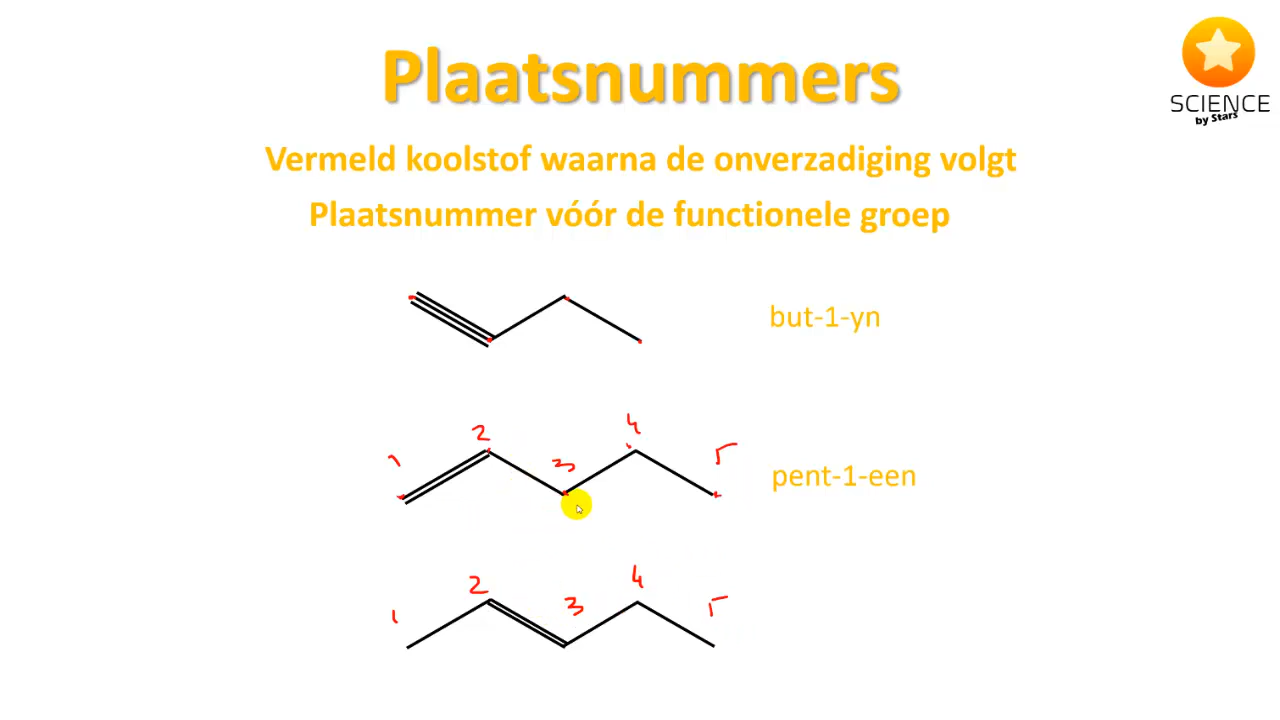 Plaatsnummers
SCIENCE
by Stars
Vermeld koolstof waarna de onverzadiging volgt
Plaatsnummer vóór de functionele groep
but-1-yn
1 2 3 4 5
pent-1-een
1 2 3 4 5